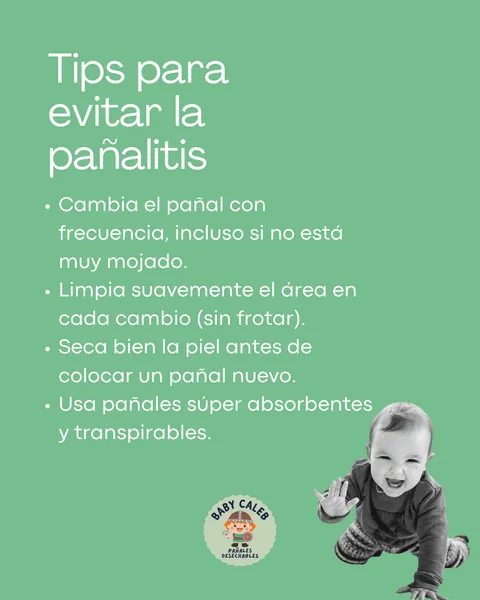 Tips para
evitar la
pañalitis
• Cambia el pañal con
frecuencia, incluso si no está
muy mojado.
• Limpia suavemente el área en
cada cambio (sin frotar).
• Seca bien la piel antes de
colocar un pañal nuevo.
• Usa pañales súper absorbentes
y transpirables.
BABY CALEB
PAÑALES
DESECHABLES